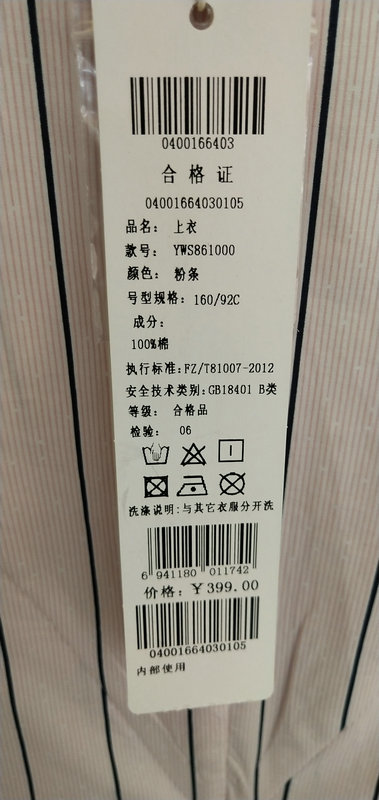 0400166403
合格证
04001664030105
品名: 上衣
款号: YWS861000
颜色: 粉条
号型规格: 160/92C
成分:
100%棉
执行标准:FZ/T81007-2012
安全技术类别:GB18401 B类
等级: 合格品
检验: 06
洗涤说明:与其它衣服分开洗
6 941180 011742
价格: ¥399.00
04001664030105
内部使用